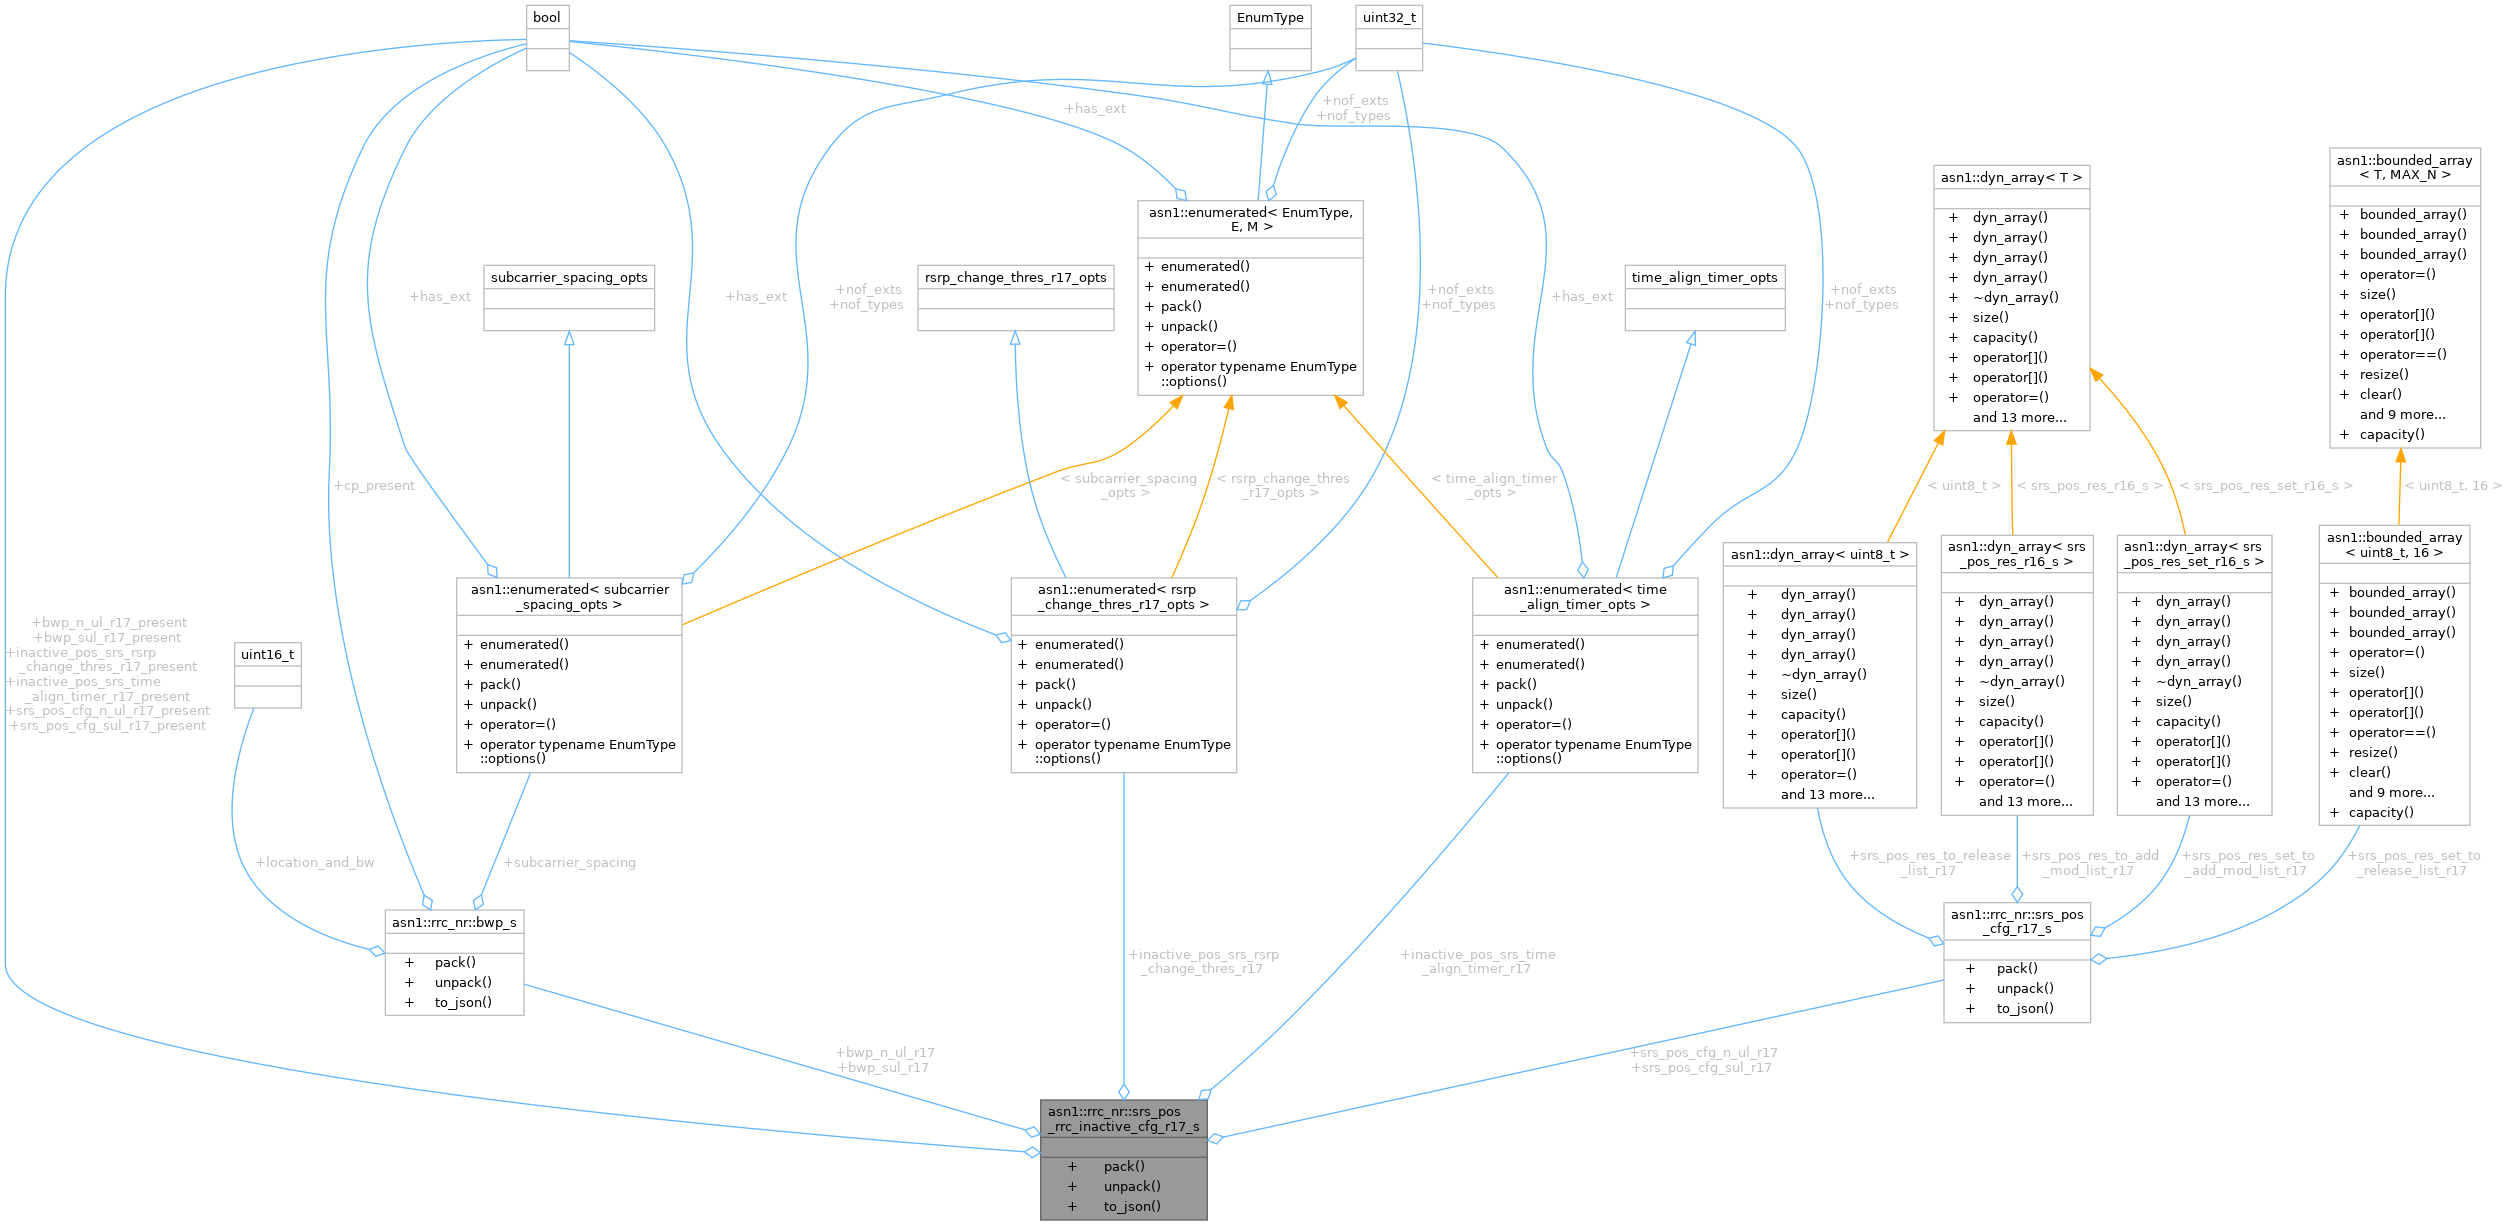 bool
EnumType
uint32_t
+has_ext
+nof_exts
+nof_types
asn1::bounded_array
< T, MAX_N >
+ bounded_array()
+ bounded_array()
+ bounded_array()
+ operator=()
+ size()
+ operator[]()
+ operator[]()
+ operator==()
+ resize()
+ clear()
and 9 more...
+ capacity()
asn1::dyn_array< T >
+ dyn_array()
+ dyn_array()
+ dyn_array()
+ dyn_array()
+ ~dyn_array()
+ size()
+ capacity()
+ operator[]()
+ operator[]()
+ operator=()
and 13 more...
asn1::enumerated< EnumType,
E, M >
+ enumerated()
+ enumerated()
+ pack()
+ unpack()
+ operator=()
+ operator typename EnumType
::options()
+has_ext
subcarrier_spacing_opts
+has_ext
+nof_exts
+nof_types
rsrp_change_thres_r17_opts
+nof_exts
+nof_types
+has_ext
time_align_timer_opts
+nof_exts
+nof_types
+cp_present
< subcarrier_spacing
_opts >
< rsrp_change_thres
_r17_opts >
< time_align_timer
_opts >
< uint8_t >
< srs_pos_res_r16_s >
< srs_pos_res_set_r16_s >
< uint8_t, 16 >
+bwp_n_ul_r17_present
+bwp_sul_r17_present
+inactive_pos_srs_rsrp
_change_thres_r17_present
+inactive_pos_srs_time
_align_timer_r17_present
+srs_pos_cfg_n_ul_r17_present
+srs_pos_cfg_sul_r17_present
uint16_t
asn1::enumerated< subcarrier
_spacing_opts >
+ enumerated()
+ enumerated()
+ pack()
+ unpack()
+ operator=()
+ operator typename EnumType
::options()
asn1::enumerated< rsrp
_change_thres_r17_opts >
+ enumerated()
+ enumerated()
+ pack()
+ unpack()
+ operator=()
+ operator typename EnumType
::options()
asn1::enumerated< time
_align_timer_opts >
+ enumerated()
+ enumerated()
+ pack()
+ unpack()
+ operator=()
+ operator typename EnumType
::options()
asn1::dyn_array< uint8_t >
+ dyn_array()
+ dyn_array()
+ dyn_array()
+ dyn_array()
+ ~dyn_array()
+ size()
+ capacity()
+ operator[]()
+ operator[]()
+ operator=()
and 13 more...
asn1::dyn_array< srs
_pos_res_r16_s >
+ dyn_array()
+ dyn_array()
+ dyn_array()
+ dyn_array()
+ ~dyn_array()
+ size()
+ capacity()
+ operator[]()
+ operator[]()
+ operator=()
and 13 more...
asn1::dyn_array< srs
_pos_res_set_r16_s >
+ dyn_array()
+ dyn_array()
+ dyn_array()
+ dyn_array()
+ ~dyn_array()
+ size()
+ capacity()
+ operator[]()
+ operator[]()
+ operator=()
and 13 more...
asn1::bounded_array
< uint8_t, 16 >
+ bounded_array()
+ bounded_array()
+ bounded_array()
+ operator=()
+ size()
+ operator[]()
+ operator[]()
+ operator==()
+ resize()
+ clear()
and 9 more...
+ capacity()
+location_and_bw
+subcarrier_spacing
+srs_pos_res_to_release
_list_r17
+srs_pos_res_to_add
_mod_list_r17
+srs_pos_res_set_to
_add_mod_list_r17
+srs_pos_res_set_to
_release_list_r17
asn1::rrc_nr::bwp_s
+ pack()
+ unpack()
+ to_json()
+inactive_pos_srs_rsrp
_change_thres_r17
+inactive_pos_srs_time
_align_timer_r17
asn1::rrc_nr::srs_pos
_cfg_r17_s
+ pack()
+ unpack()
+ to_json()
+bwp_n_ul_r17
+bwp_sul_r17
+srs_pos_cfg_n_ul_r17
+srs_pos_cfg_sul_r17
asn1::rrc_nr::srs_pos
_rrc_inactive_cfg_r17_s
+ pack()
+ unpack()
+ to_json()